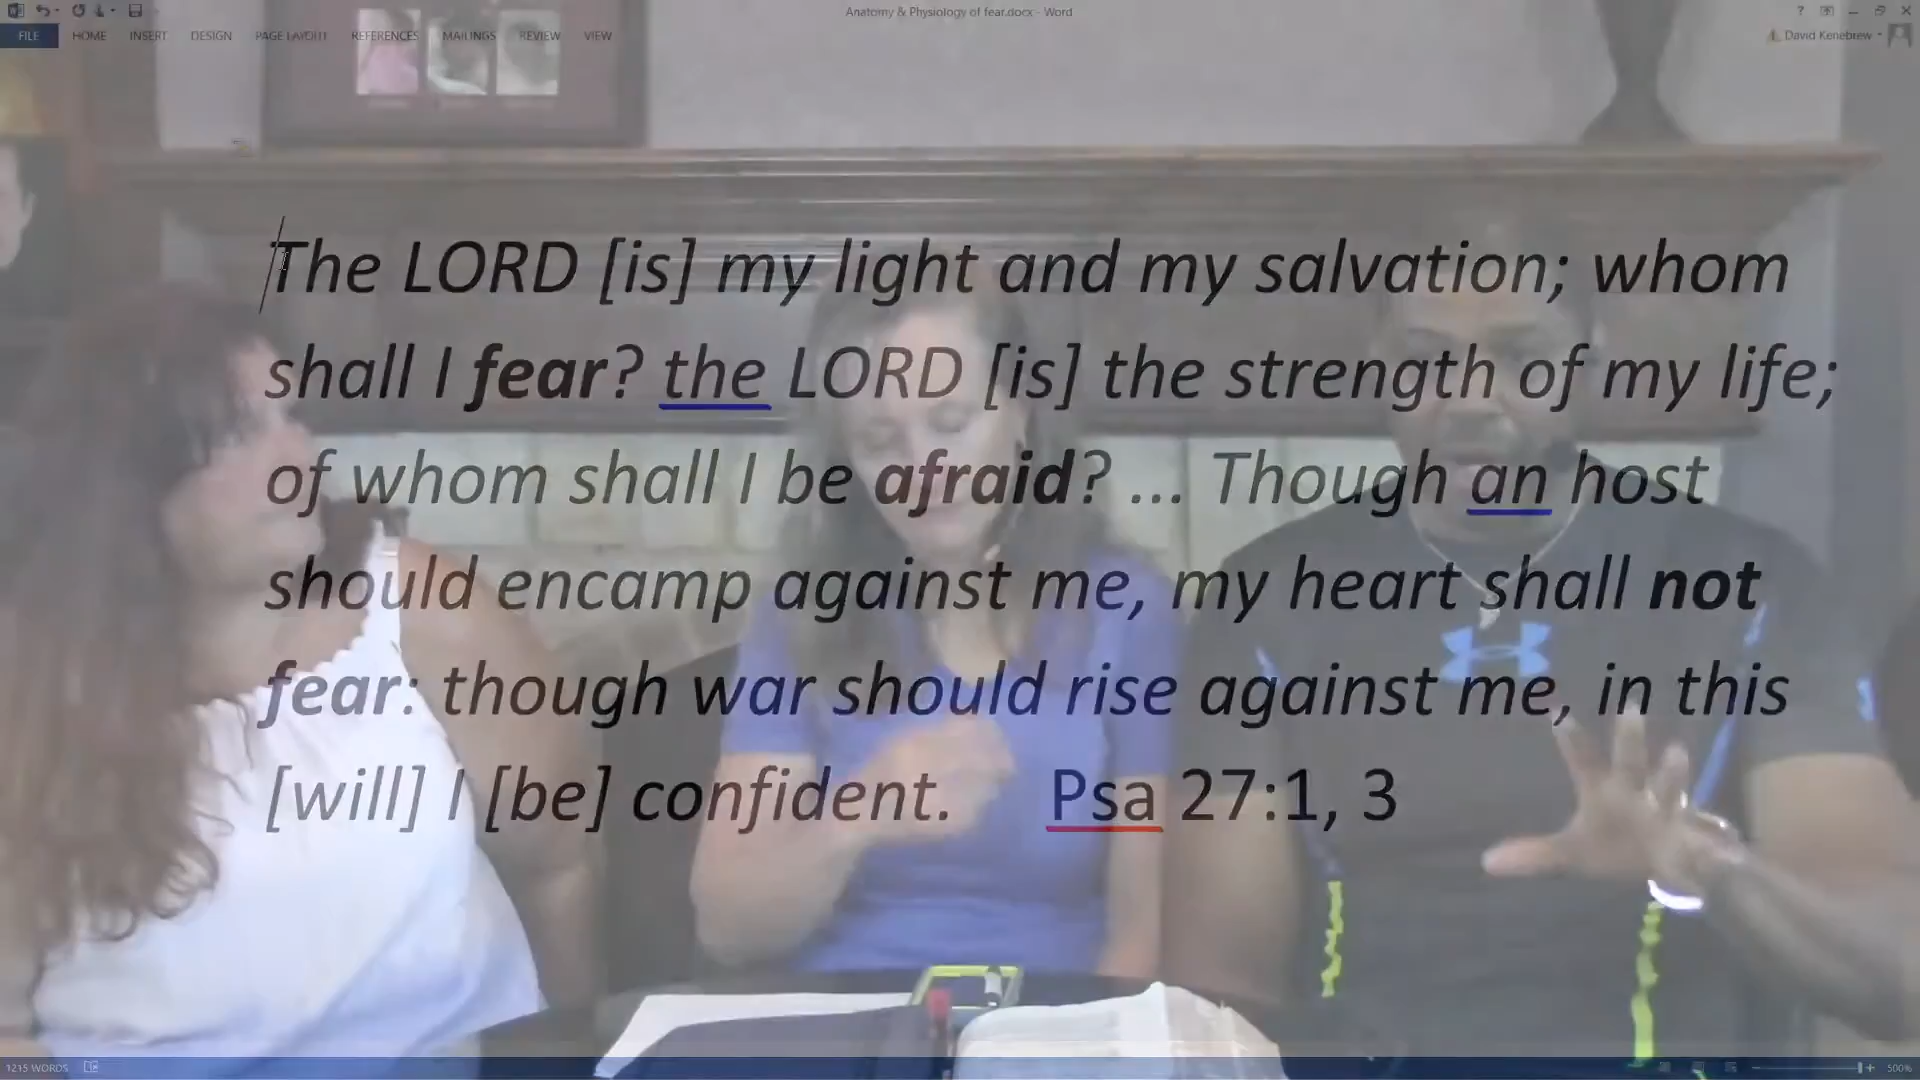 Anatomy & Physiology of fear.docx - Word
FILE HOME INSERT DESIGN PAGE LAYOUT REFERENCES MAILINGS REVIEW VIEW
David Kenebrew
The LORD [is] my light and my salvation; whom
shall I fear? the LORD [is] the strength of my life;
of whom shall I be afraid? ... Though an host
should encamp against me, my heart shall not
fear: though war should rise against me, in this
[will] I [be] confident. Psa 27:1, 3
1215 WORDS
500%